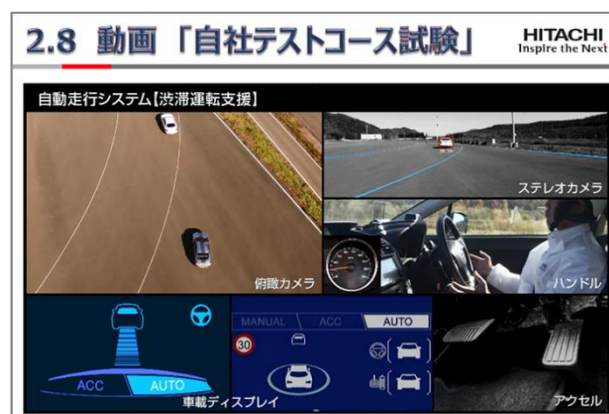 2.8 動画 「自社テストコース試験」
HITACHI
Inspire the Next
自動走行システム【渋滞運転支援】
ステレオカメラ
俯瞰カメラ
ハンドル
MANUAL ACC AUTO
30
ACC AUTO
車載ディスプレイ
アクセル